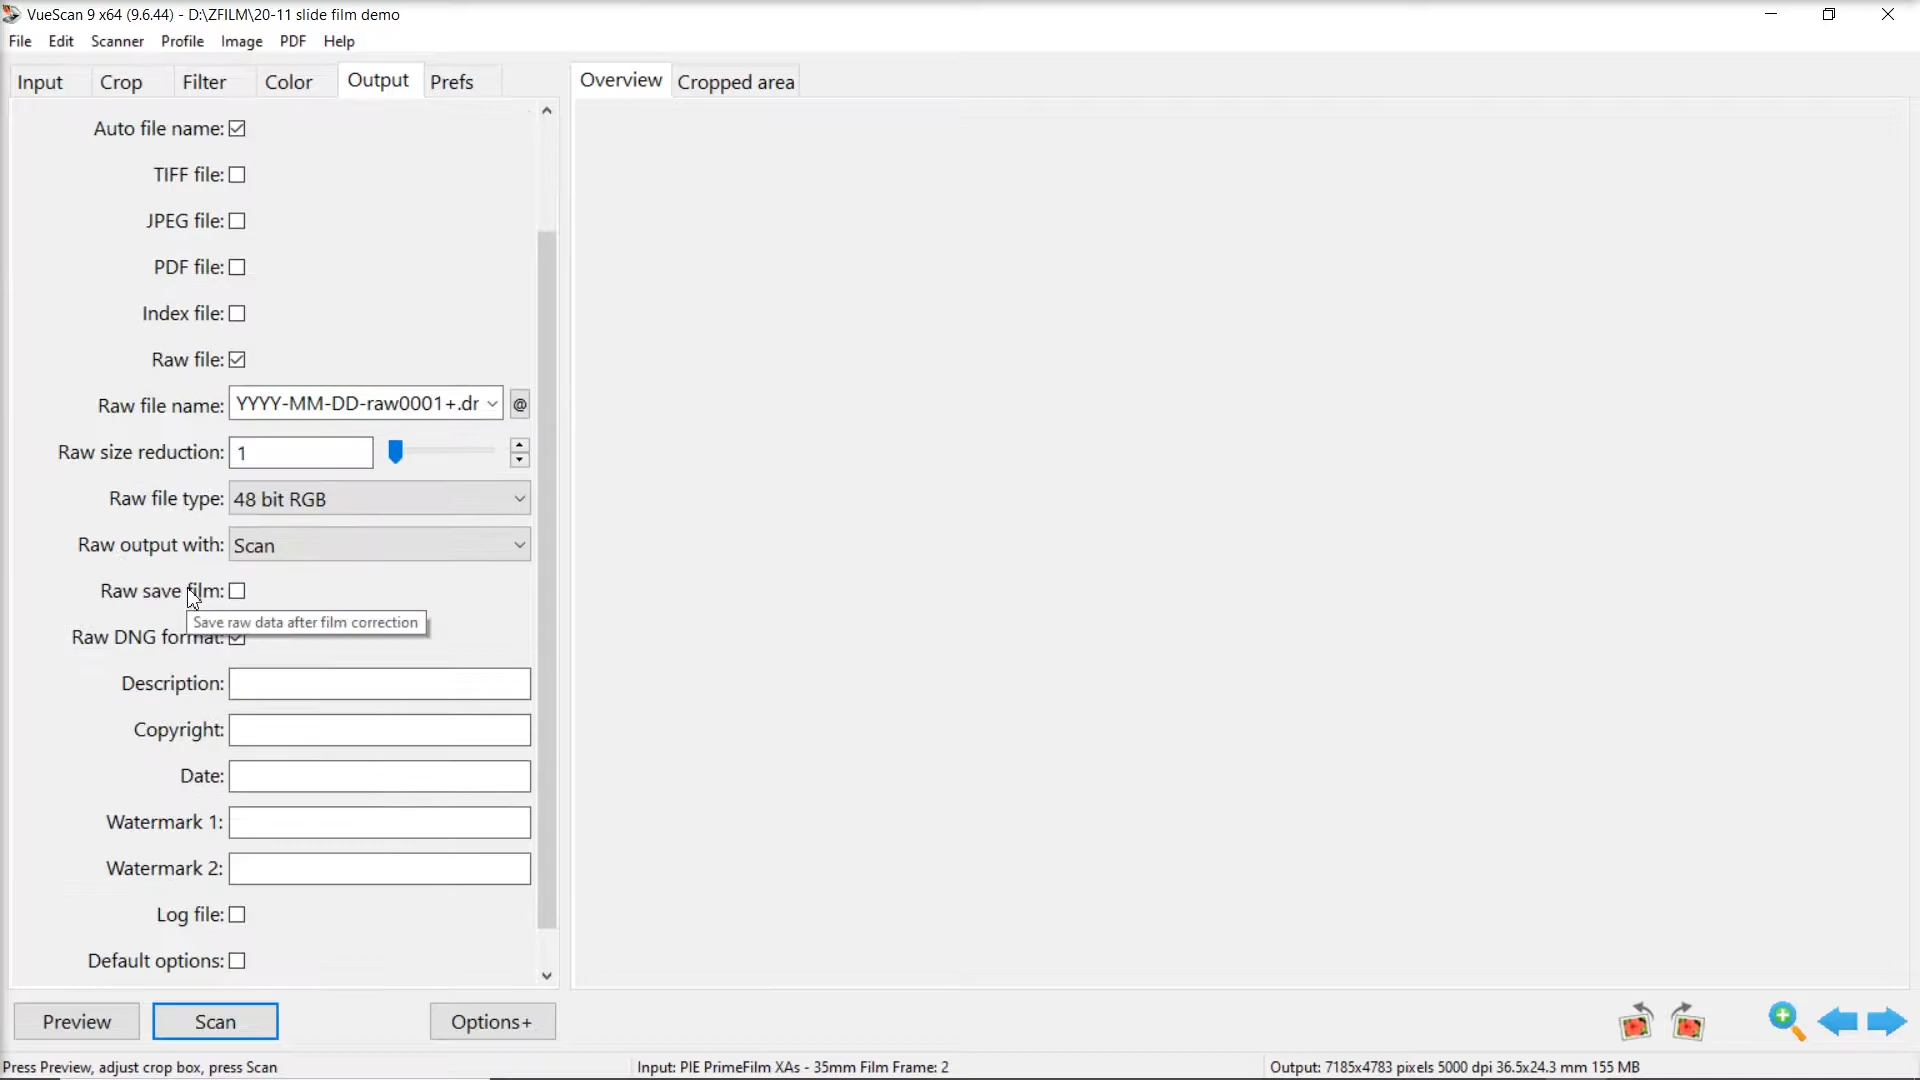 VueScan 9 x64 (9.6.44) - D:\ZFILM\20-11 slide film demo
File Edit Scanner Profile Image PDF Help
Input Crop Filter Color Output Prefs
Overview Cropped area
Auto file name:
TIFF file:
JPEG file:
PDF file:
Index file:
Raw file:
Raw file name: YYYY-MM-DD-raw0001+.dr @
Raw size reduction: 1
Raw file type: 48 bit RGB
Raw output with: Scan
Raw save film:
Save raw data after film correction
Raw DNG format:
Description:
Copyright:
Date:
Watermark 1:
Watermark 2:
Log file:
Default options:
Preview Scan Options+
Press Preview, adjust crop box, press Scan
Input: PIE PrimeFilm XAs - 35mm Film Frame: 2
Output: 7185x4783 pixels 5000 dpi 36.5x24.3 mm 155 MB